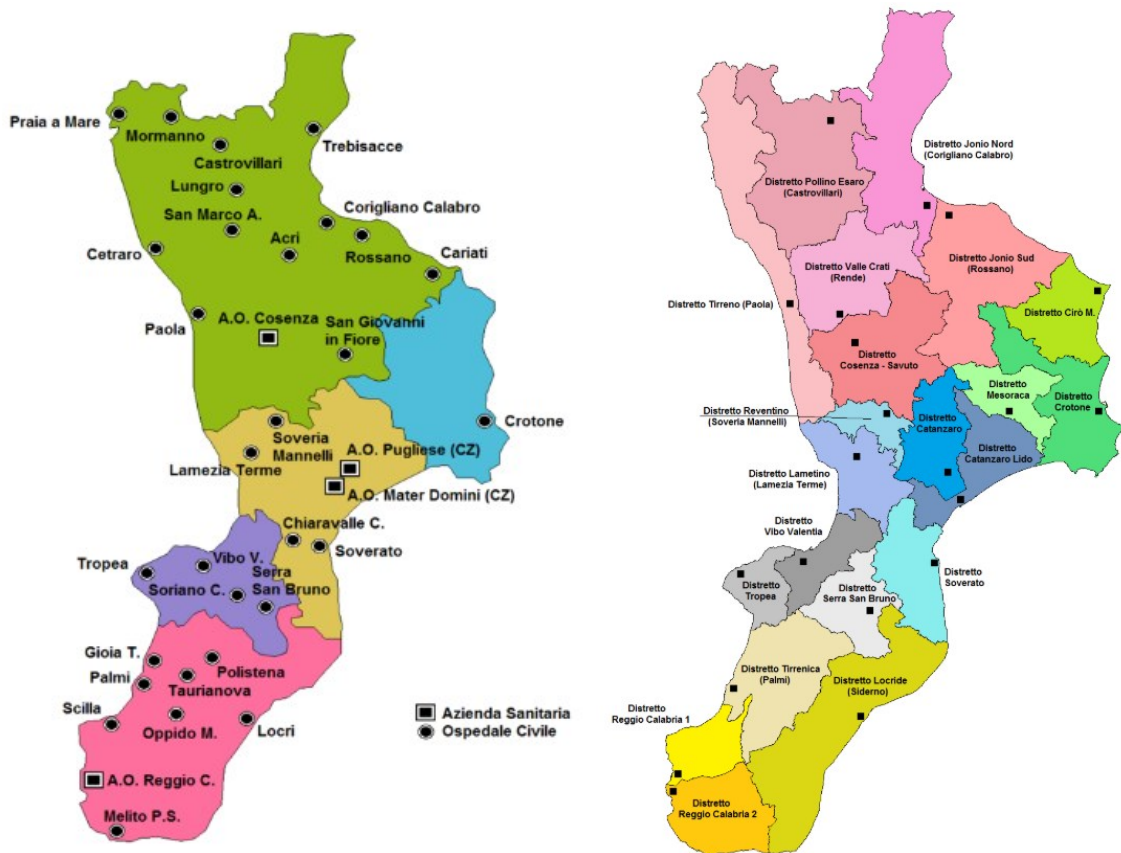 Praia a Mare
Mormanno
Castrovillari
Trebisacce
Lungro
San Marco A.
Corigliano Calabro
Acri
Rossano
Cetraro
Cariati
Paola
A.O. Cosenza
San Giovanni
in Fiore
Crotone
Soveria
Mannelli
Lamezia Terme
A.O. Pugliese (CZ)
A.O. Mater Domini (CZ)
Chiaravalle C.
Soverato
Tropea
Vibo V.
Soriano C.
Serra
San Bruno
Gioia T.
Polistena
Palmi
Taurianova
Scilla
Oppido M.
Locri
A.O. Reggio C.
Melito P.S.
Azienda Sanitaria
Ospedale Civile
Distretto Jonio Nord
(Corigliano Calabro)
Distretto Pollino Esaro
(Castrovillari)
Distretto Valle Crati
(Rende)
Distretto Jonio Sud
(Rossano)
Distretto Tirreno (Paola)
Distretto Cirò M.
Distretto
Cosenza - Savuto
Distretto
Mesoraca
Distretto
Crotone
Distretto Reventino
(Soveria Mannelli)
Distretto
Catanzaro
Distretto
Catanzaro Lido
Distretto Lametino
(Lamezia Terme)
Distretto
Vibo Valentia
Distretto
Soverato
Distretto
Tropea
Distretto
Serra San Bruno
Distretto Tirrenica
(Palmi)
Distretto Locride
(Siderno)
Distretto
Reggio Calabria 1
Distretto
Reggio Calabria 2